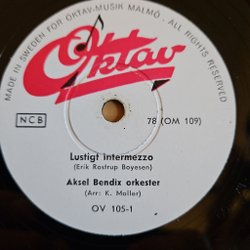 MADE IN SWEDEN FOR OKTAV-MUSIK MALMÖ. ALL RIGHTS RESERVED
Oktav
NCB
78 (OM 109)
Lustigt intermezzo
(Erik Rostrup Boyesen)
Aksel Bendix orkester
(Arr: K. Møller)
OV 105-1